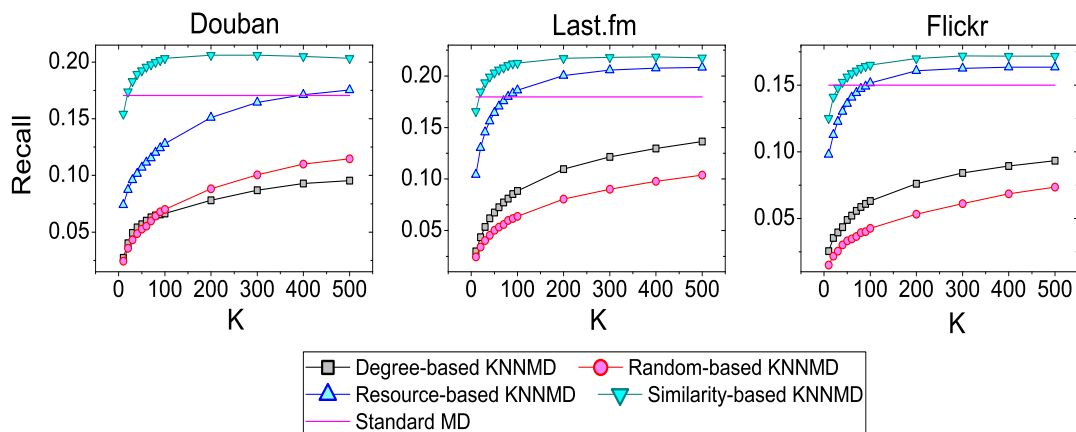 Douban
Last.fm
Flickr
Recall
0.20
0.15
0.10
0.05
0 100 200 300 400 500
K
0.20
0.15
0.10
0.05
0 100 200 300 400 500
K
0.15
0.10
0.05
0 100 200 300 400 500
K
Degree-based KNNMD
Random-based KNNMD
Resource-based KNNMD
Similarity-based KNNMD
Standard MD